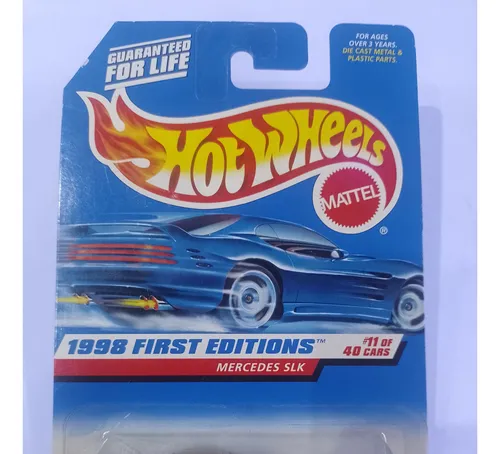 GUARANTEED
FOR LIFE
FOR AGES
OVER 3 YEARS.
DIE CAST METAL &
PLASTIC PARTS.
HOT WHEELS
MATTEL
®
1998 FIRST EDITIONS™
#11 OF
40 CARS
MERCEDES SLK